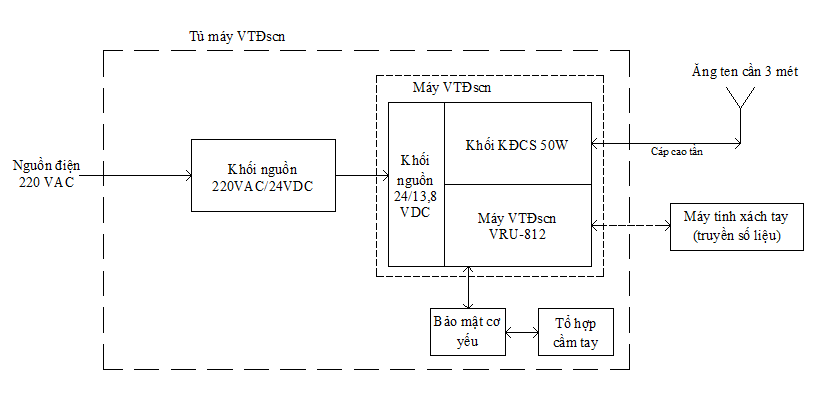 Tủ máy VTĐscn
Máy VTĐscn
Ăng ten cần 3 mét
Nguồn điện
220 VAC
Khối nguồn
220VAC/24VDC
Khối
nguồn
24/13,8
VDC
Khối KĐCS 50W
Cáp cao tần
Máy VTĐscn
VRU-812
Máy tính xách tay
(truyền số liệu)
Bảo mật cơ
yếu
Tổ hợp
cầm tay